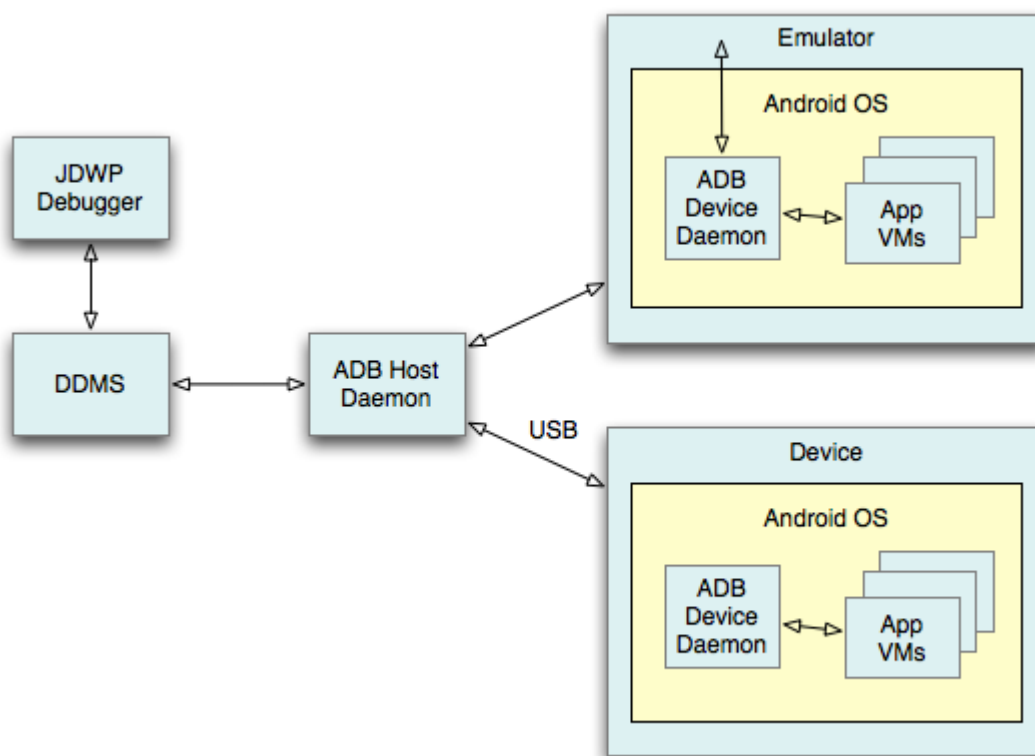 Emulator
Android OS
JDWP
Debugger
ADB
Device
Daemon
App
VMs
DDMS
ADB Host
Daemon
USB
Device
Android OS
ADB
Device
Daemon
App
VMs